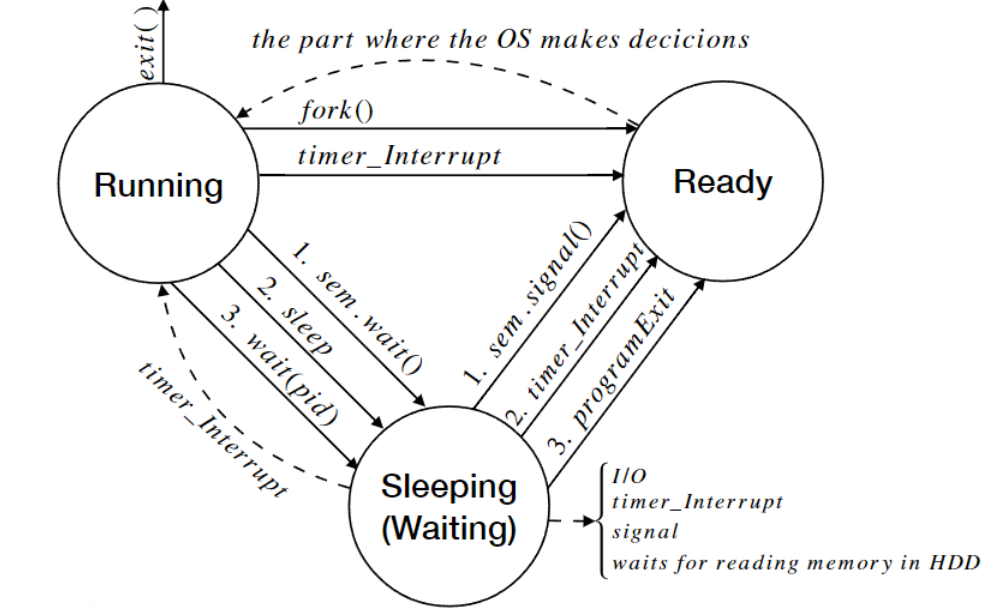 exit()
the part where the OS makes decicions
fork()
timer_Interrupt
Running
Ready
1. sem.wait()
2. sleep
3. wait(pid)
timer_Interrupt
1. sem.signal()
2. timer_Interrupt
3. programExit
Sleeping
(Waiting)
I/O
timer_Interrupt
signal
waits for reading memory in HDD